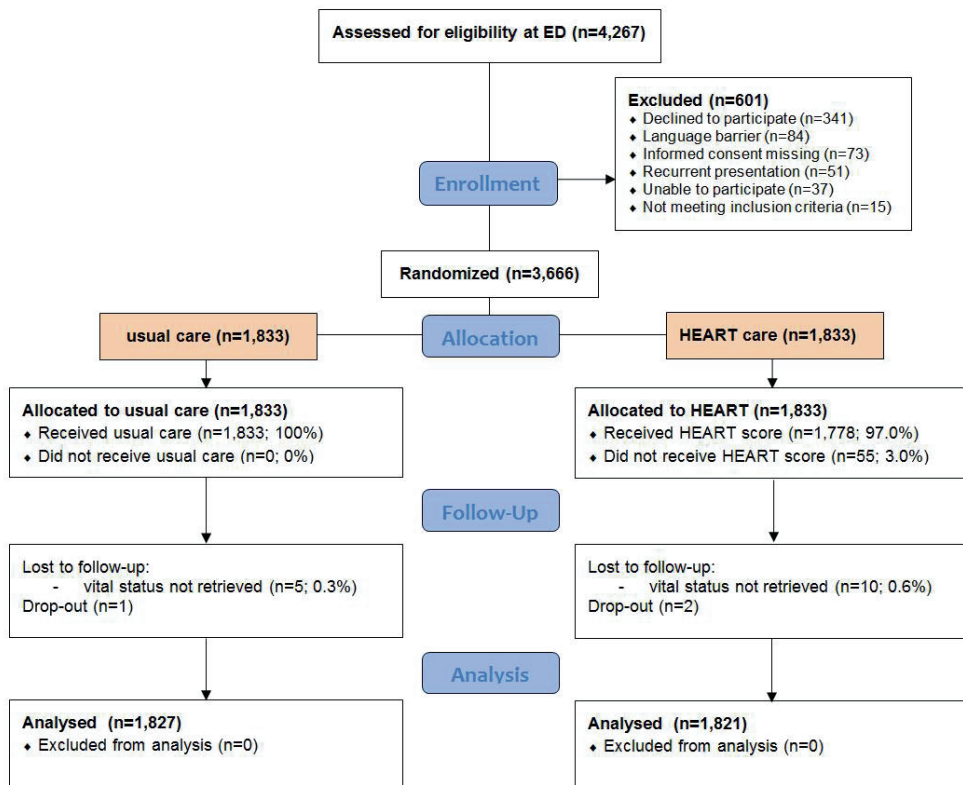 Assessed for eligibility at ED (n=4,267)
Excluded (n=601)
⬥ Declined to participate (n=341)
⬥ Language barrier (n=84)
⬥ Informed consent missing (n=73)
⬥ Recurrent presentation (n=51)
⬥ Unable to participate (n=37)
⬥ Not meeting inclusion criteria (n=15)
Enrollment
Randomized (n=3,666)
usual care (n=1,833)
Allocation
HEART care (n=1,833)
Allocated to usual care (n=1,833)
⬥ Received usual care (n=1,833; 100%)
⬥ Did not receive usual care (n=0; 0%)
Allocated to HEART (n=1,833)
⬥ Received HEART score (n=1,778; 97.0%)
⬥ Did not receive HEART score (n=55; 3.0%)
Follow-Up
Lost to follow-up:
- vital status not retrieved (n=5; 0.3%)
Drop-out (n=1)
Lost to follow-up:
- vital status not retrieved (n=10; 0.6%)
Drop-out (n=2)
Analysis
Analysed (n=1,827)
⬥ Excluded from analysis (n=0)
Analysed (n=1,821)
⬥ Excluded from analysis (n=0)